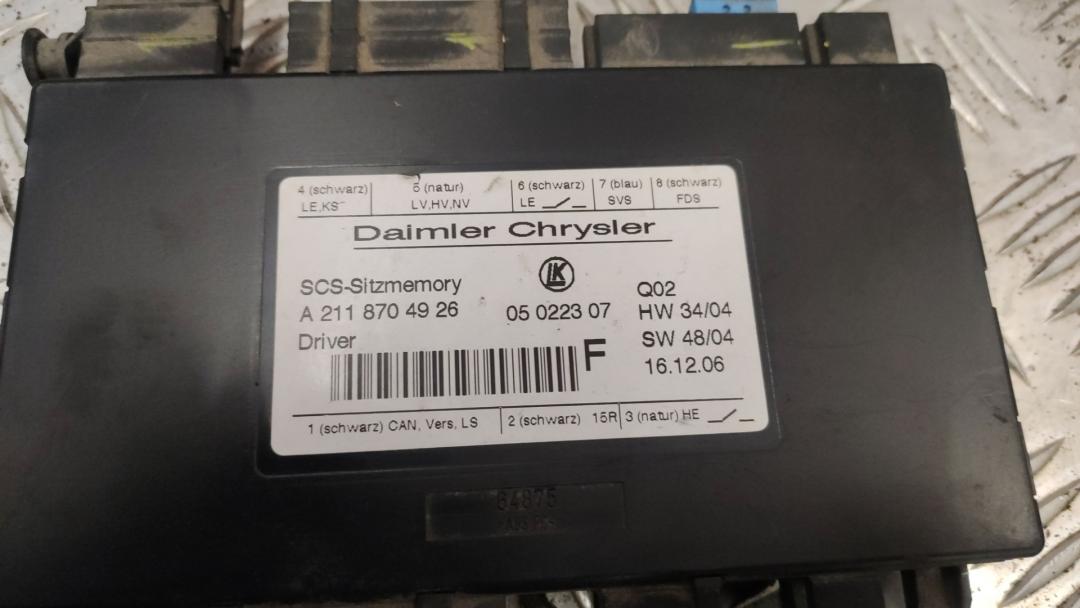 4 (schwarz) 5 (natur) 6 (schwarz) 7 (blau) 8 (schwarz)
LE,KS LV,HV,NV LE SVS FDS
Daimler Chrysler
SCS-Sitzmemory LK Q02
A 211 870 49 26 05 0223 07 HW 34/04
Driver F SW 48/04
16.12.06
1 (schwarz) CAN, Vers, LS 2 (schwarz) 15R 3 (natur) HE
64875